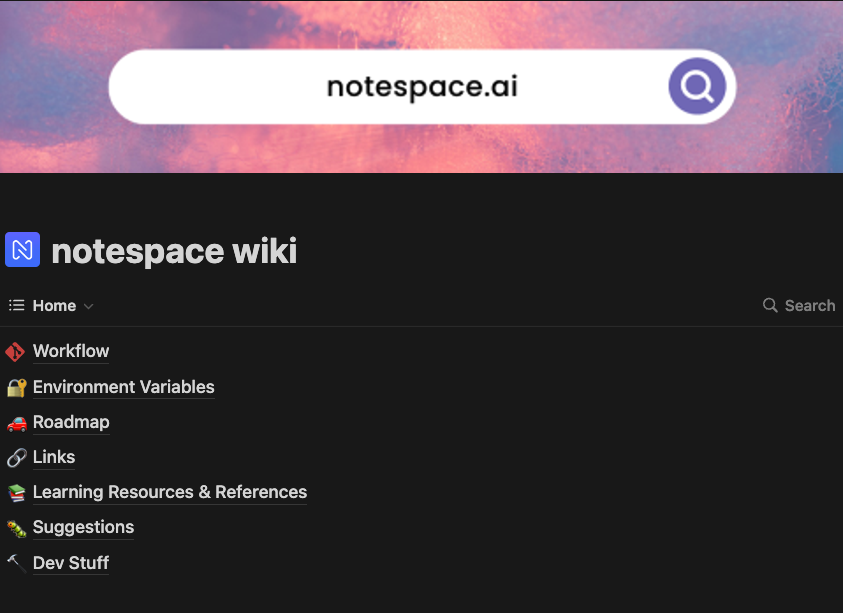 notespace.ai
notespace wiki
Home
Search
Workflow
Environment Variables
Roadmap
Links
Learning Resources & References
Suggestions
Dev Stuff